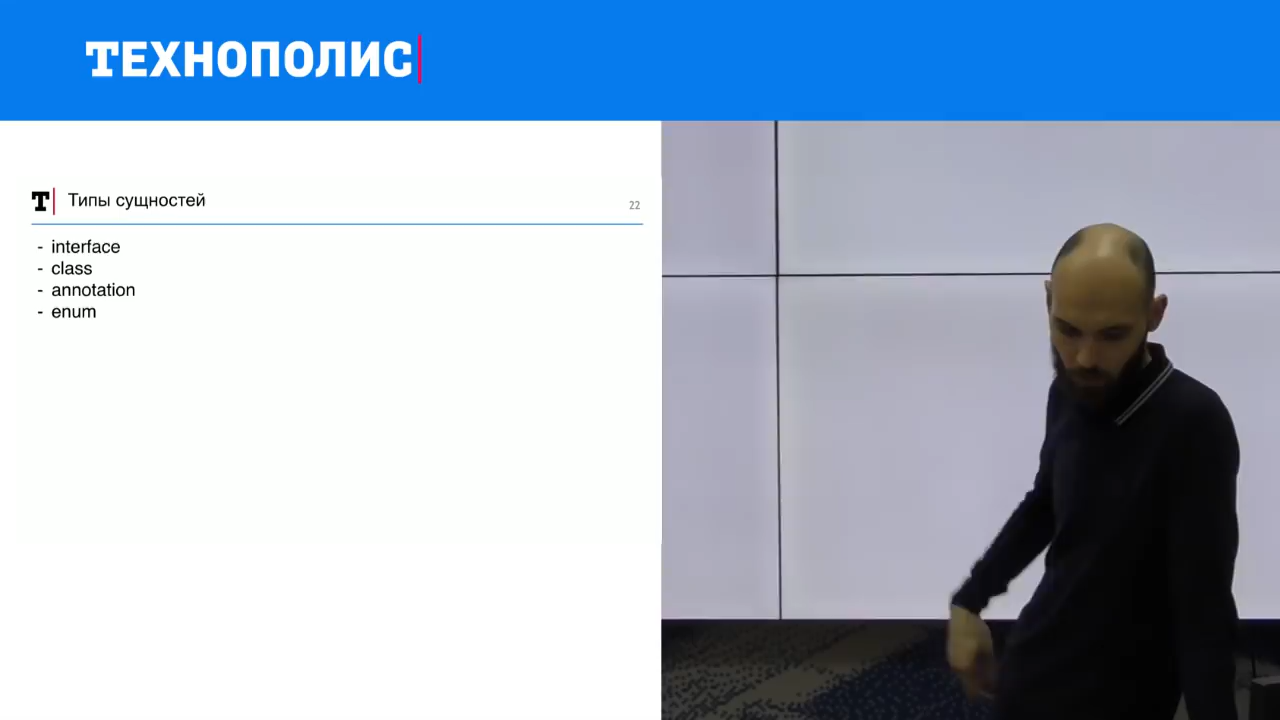 ТЕХНОПОЛИС
Т Типы сущностей
22
- interface
- class
- annotation
- enum